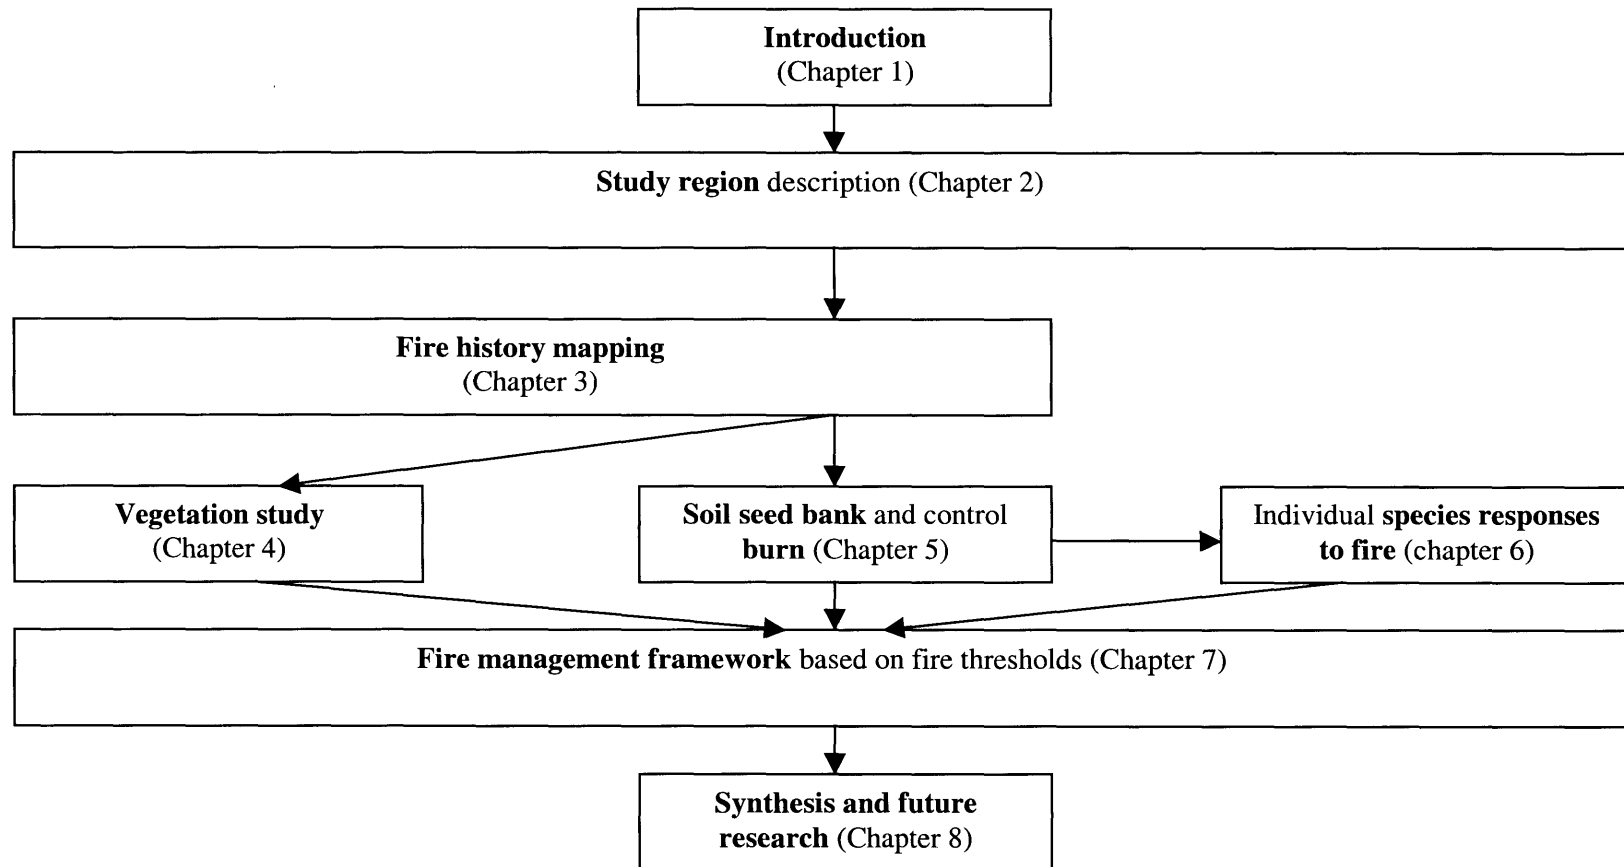 Introduction
(Chapter 1)
Study region description (Chapter 2)
Fire history mapping
(Chapter 3)
Vegetation study
(Chapter 4)
Soil seed bank and control
burn (Chapter 5)
Individual species responses
to fire (chapter 6)
Fire management framework based on fire thresholds (Chapter 7)
Synthesis and future
research (Chapter 8)